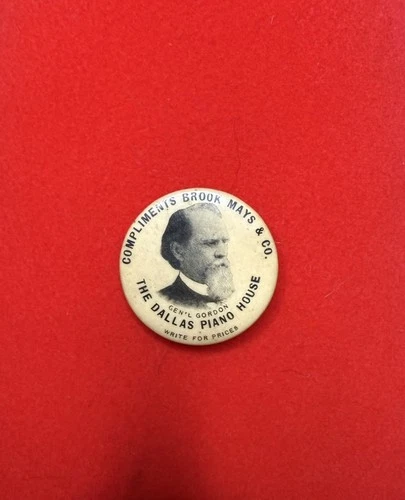 COMPLIMENTS BROOK MAYS & CO.
GEN'L GORDON
THE DALLAS PIANO HOUSE
WRITE FOR PRICES